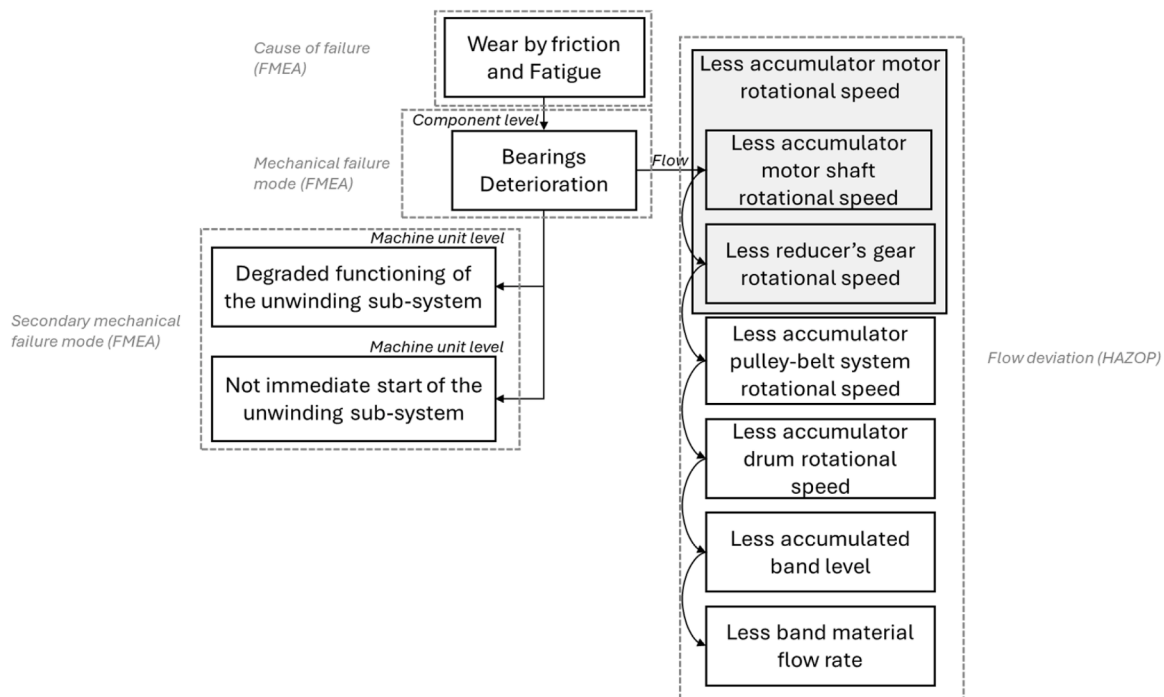 Cause of failure
(FMEA)
Wear by friction
and Fatigue
Component level
Mechanical failure
mode (FMEA)
Bearings
Deterioration
Flow
Machine unit level
Degraded functioning of
the unwinding sub-system
Secondary mechanical
failure mode (FMEA)
Machine unit level
Not immediate start of the
unwinding sub-system
Less accumulator motor
rotational speed
Less accumulator
motor shaft
rotational speed
Less reducer’s gear
rotational speed
Less accumulator
pulley-belt system
rotational speed
Less accumulator
drum rotational
speed
Less accumulated
band level
Less band material
flow rate
Flow deviation (HAZOP)